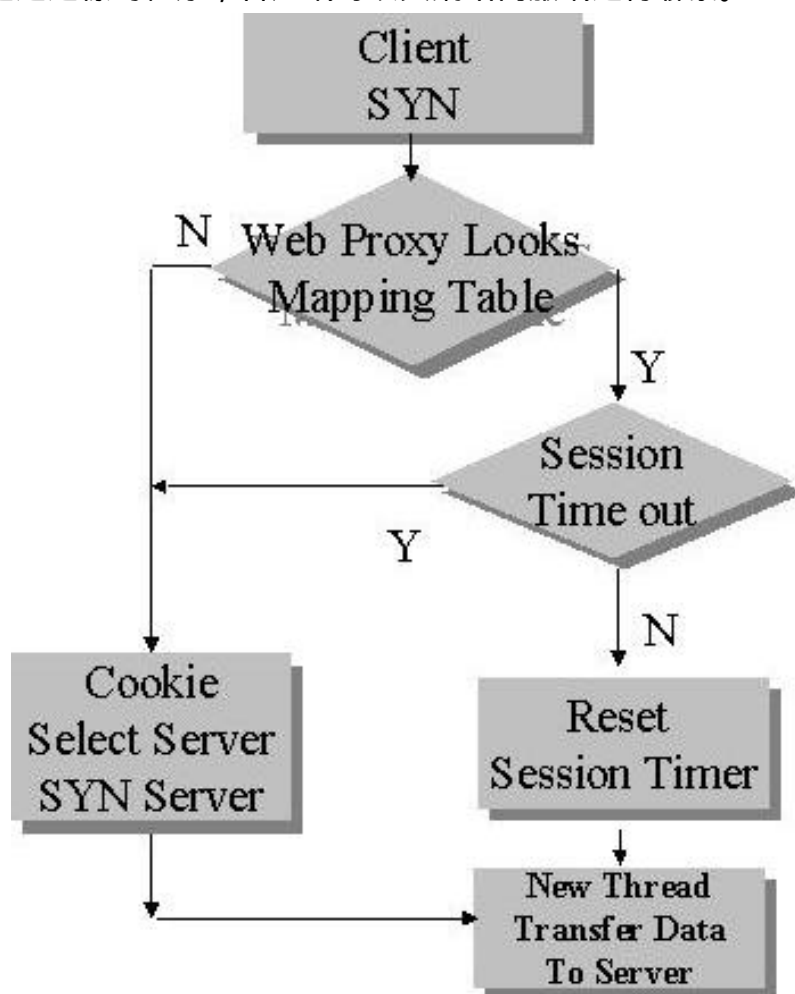 Client
SYN
N
Web Proxy Looks
Mapping Table
Y
Session
Time out
Y
N
Cookie
Select Server
SYN Server
Reset
Session Timer
New Thread
Transfer Data
To Server